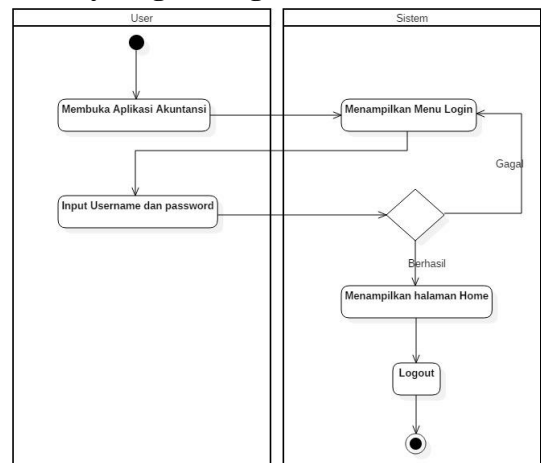 User
Sistem
Membuka Aplikasi Akuntansi
Menampilkan Menu Login
Gagal
Input Username dan password
Berhasil
Menampilkan halaman Home
Logout